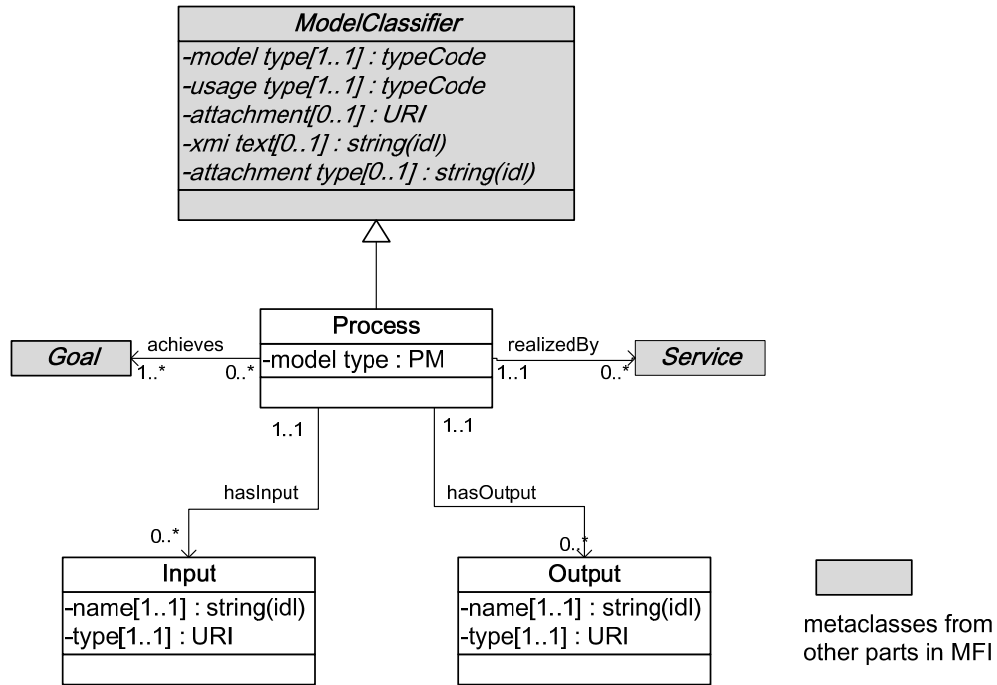 ModelClassifier
-model type[1..1] : typeCode
-usage type[1..1] : typeCode
-attachment[0..1] : URI
-xmi text[0..1] : string(idl)
-attachment type[0..1] : string(idl)
Process
-model type : PM
Goal
achieves
1..*
0..*
realizedBy
1..1
0..*
Service
1..1
1..1
hasInput
hasOutput
0..*
0..*
Input
-name[1..1] : string(idl)
-type[1..1] : URI
Output
-name[1..1] : string(idl)
-type[1..1] : URI
metaclasses from
other parts in MFI